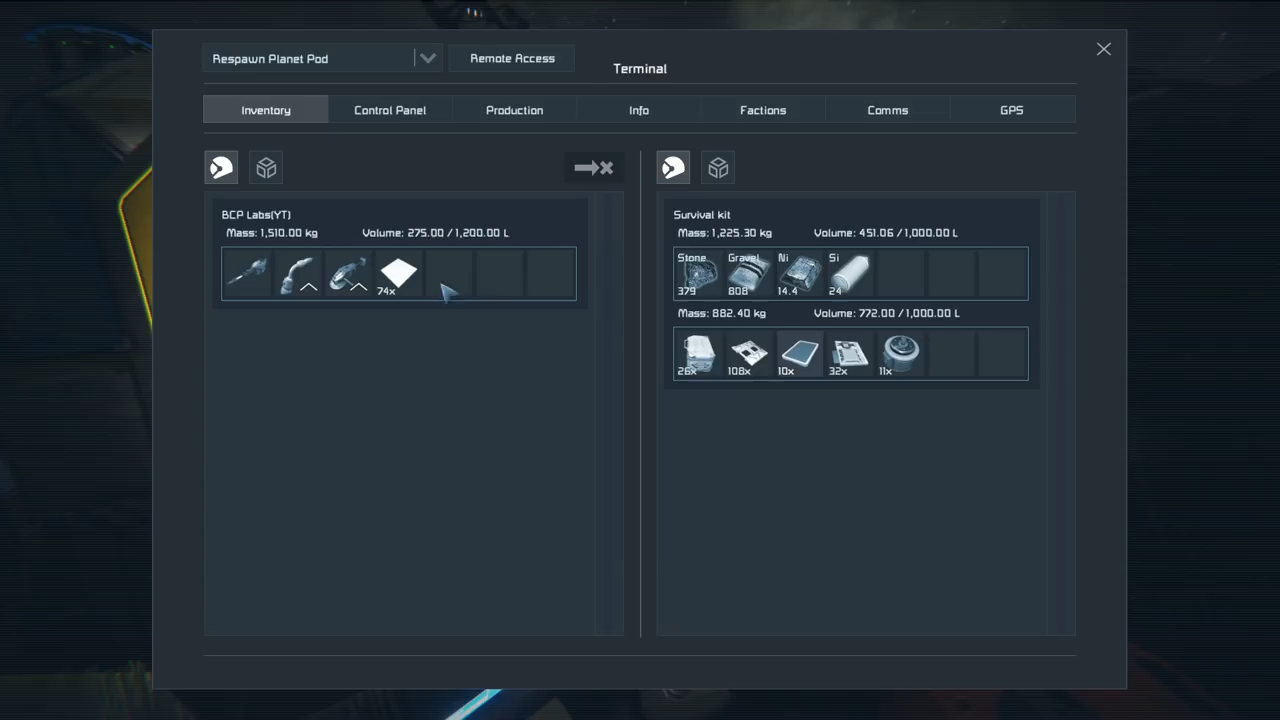 Respawn Planet Pod
Remote Access
Terminal
Inventory
Control Panel
Production
Info
Factions
Comms
GPS
BCP Labs(YT)
Mass: 1,510.00 kg
Volume: 275.00 / 1,200.00 L
74x
Survival kit
Mass: 1,225.30 kg
Volume: 451.06 / 1,000.00 L
Stone
Gravel
Ni
Si
379
808
14.4
24
Mass: 882.40 kg
Volume: 772.00 / 1,000.00 L
26x
108x
10x
32x
11x